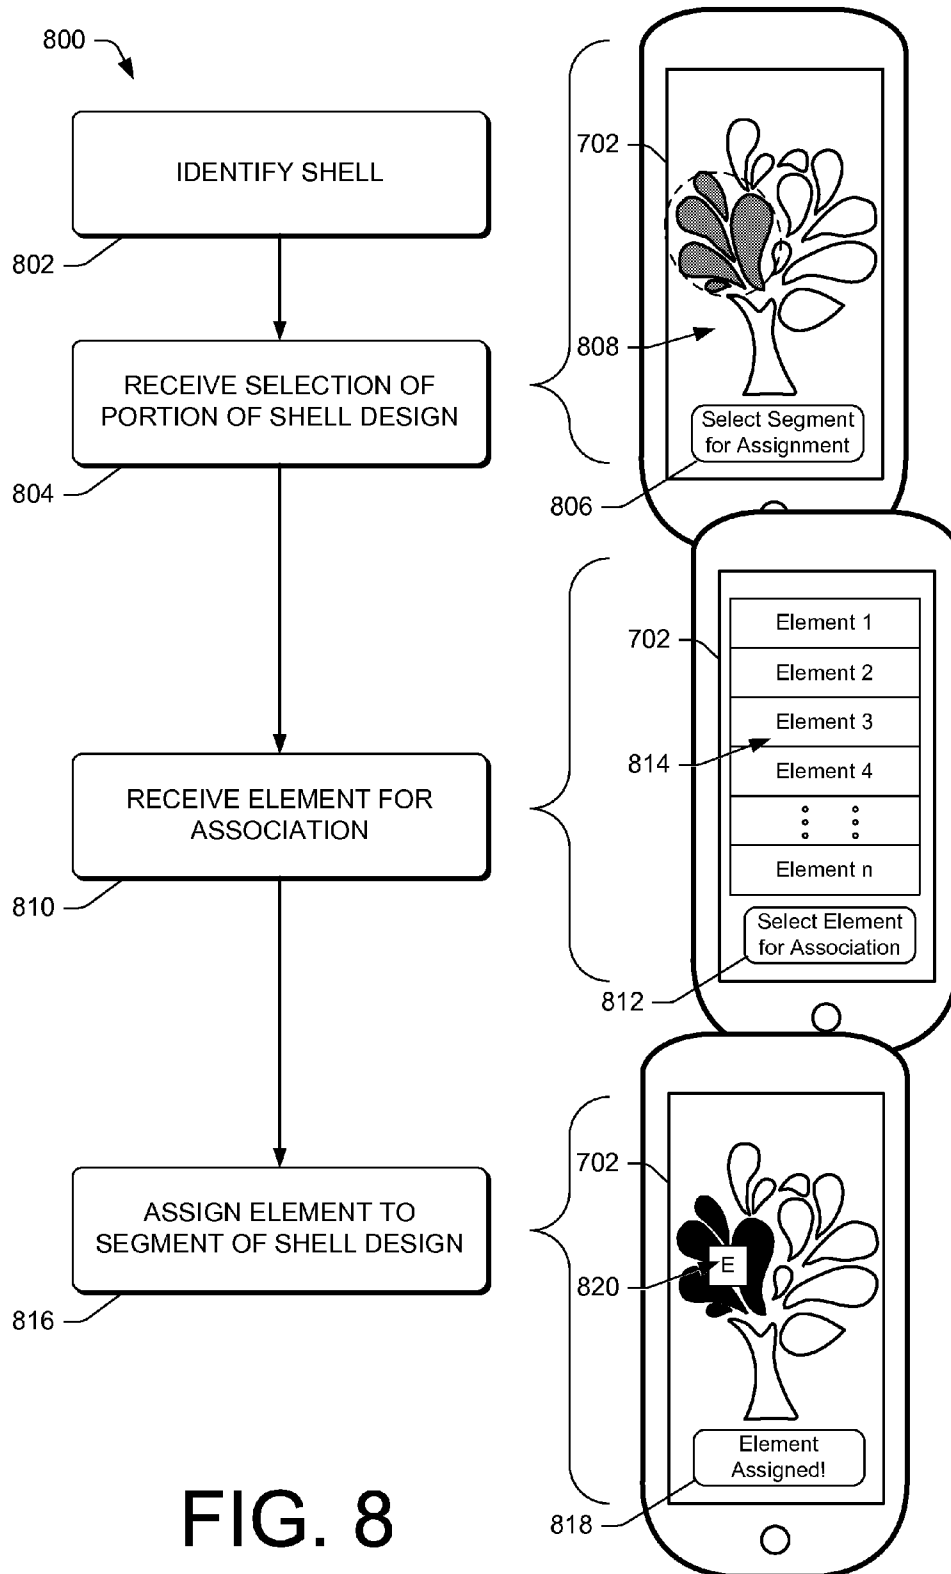 800
IDENTIFY SHELL
802
RECEIVE SELECTION OF
PORTION OF SHELL DESIGN
804
702
808
Select Segment
for Assignment
806
RECEIVE ELEMENT FOR
ASSOCIATION
810
702
Element 1
Element 2
Element 3
814
Element 4
Element n
Select Element
for Association
812
ASSIGN ELEMENT TO
SEGMENT OF SHELL DESIGN
816
702
E
820
Element
Assigned!
818
FIG. 8